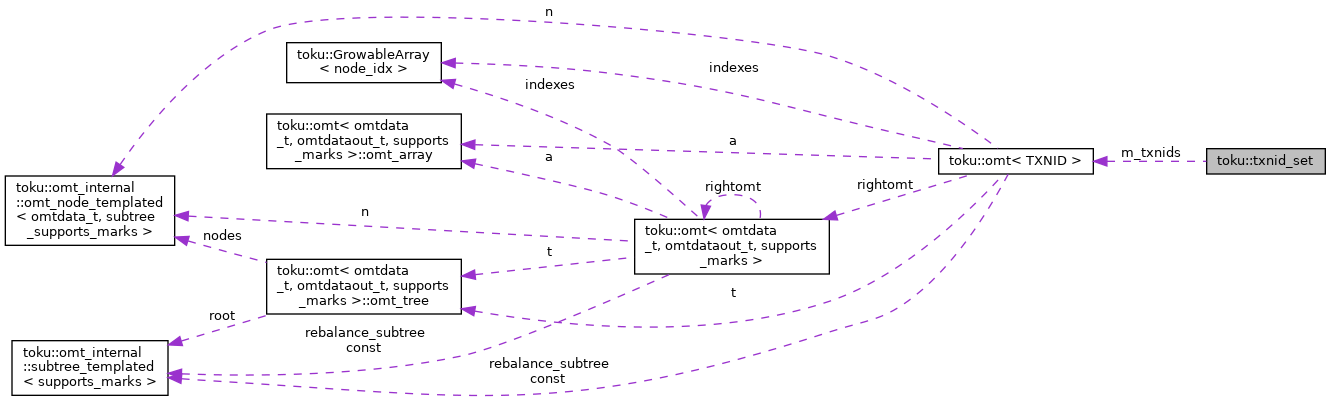 n
toku::GrowableArray
< node_idx >
indexes
indexes
toku::omt< omtdata
_t, omtdataout_t, supports
_marks >::omt_array
a
a
toku::omt< TXNID >
m_txnids
toku::txnid_set
toku::omt_internal
::omt_node_templated
< omtdata_t, subtree
_supports_marks >
rightomt
rightomt
n
nodes
toku::omt< omtdata
_t, omtdataout_t, supports
_marks >
t
toku::omt< omtdata
_t, omtdataout_t, supports
_marks >::omt_tree
t
root
rebalance_subtree
const
toku::omt_internal
::subtree_templated
< supports_marks >
rebalance_subtree
const